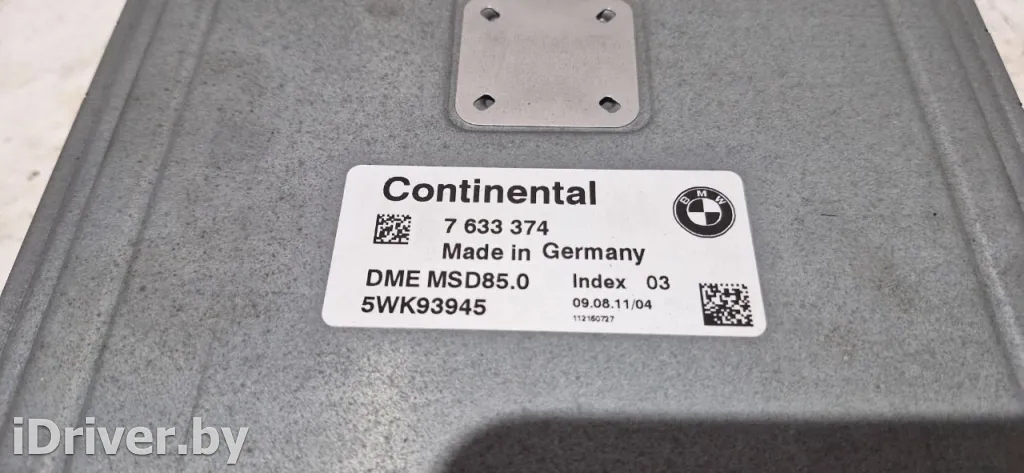 Continental
BMW
7 633 374
Made in Germany
DME MSD85.0 Index 03
5WK93945 09.08.11/04
112160727
iDriver.by